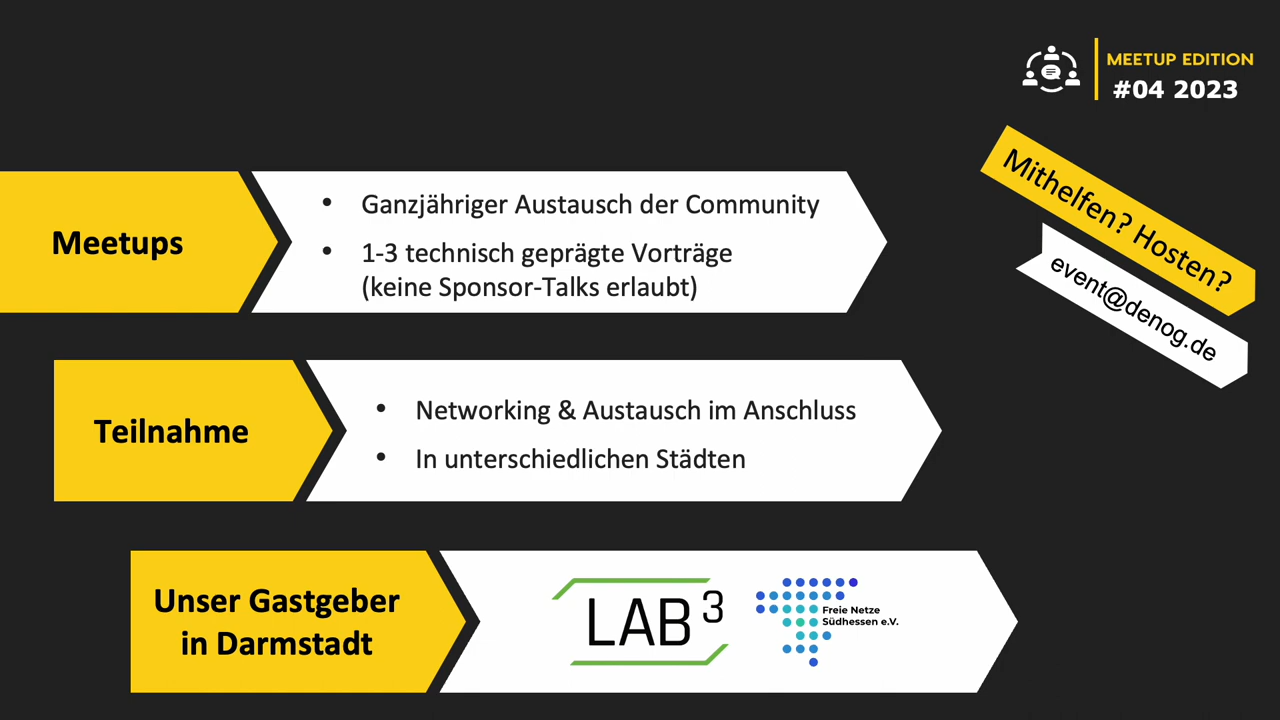 MEETUP EDITION
#04 2023
Mithelfen? Hosten?
event@denog.de
Meetups
• Ganzjähriger Austausch der Community
• 1-3 technisch geprägte Vorträge
(keine Sponsor-Talks erlaubt)
Teilnahme
• Networking & Austausch im Anschluss
• In unterschiedlichen Städten
Unser Gastgeber
in Darmstadt
LAB³
Freie Netze
Südhessen e.V.